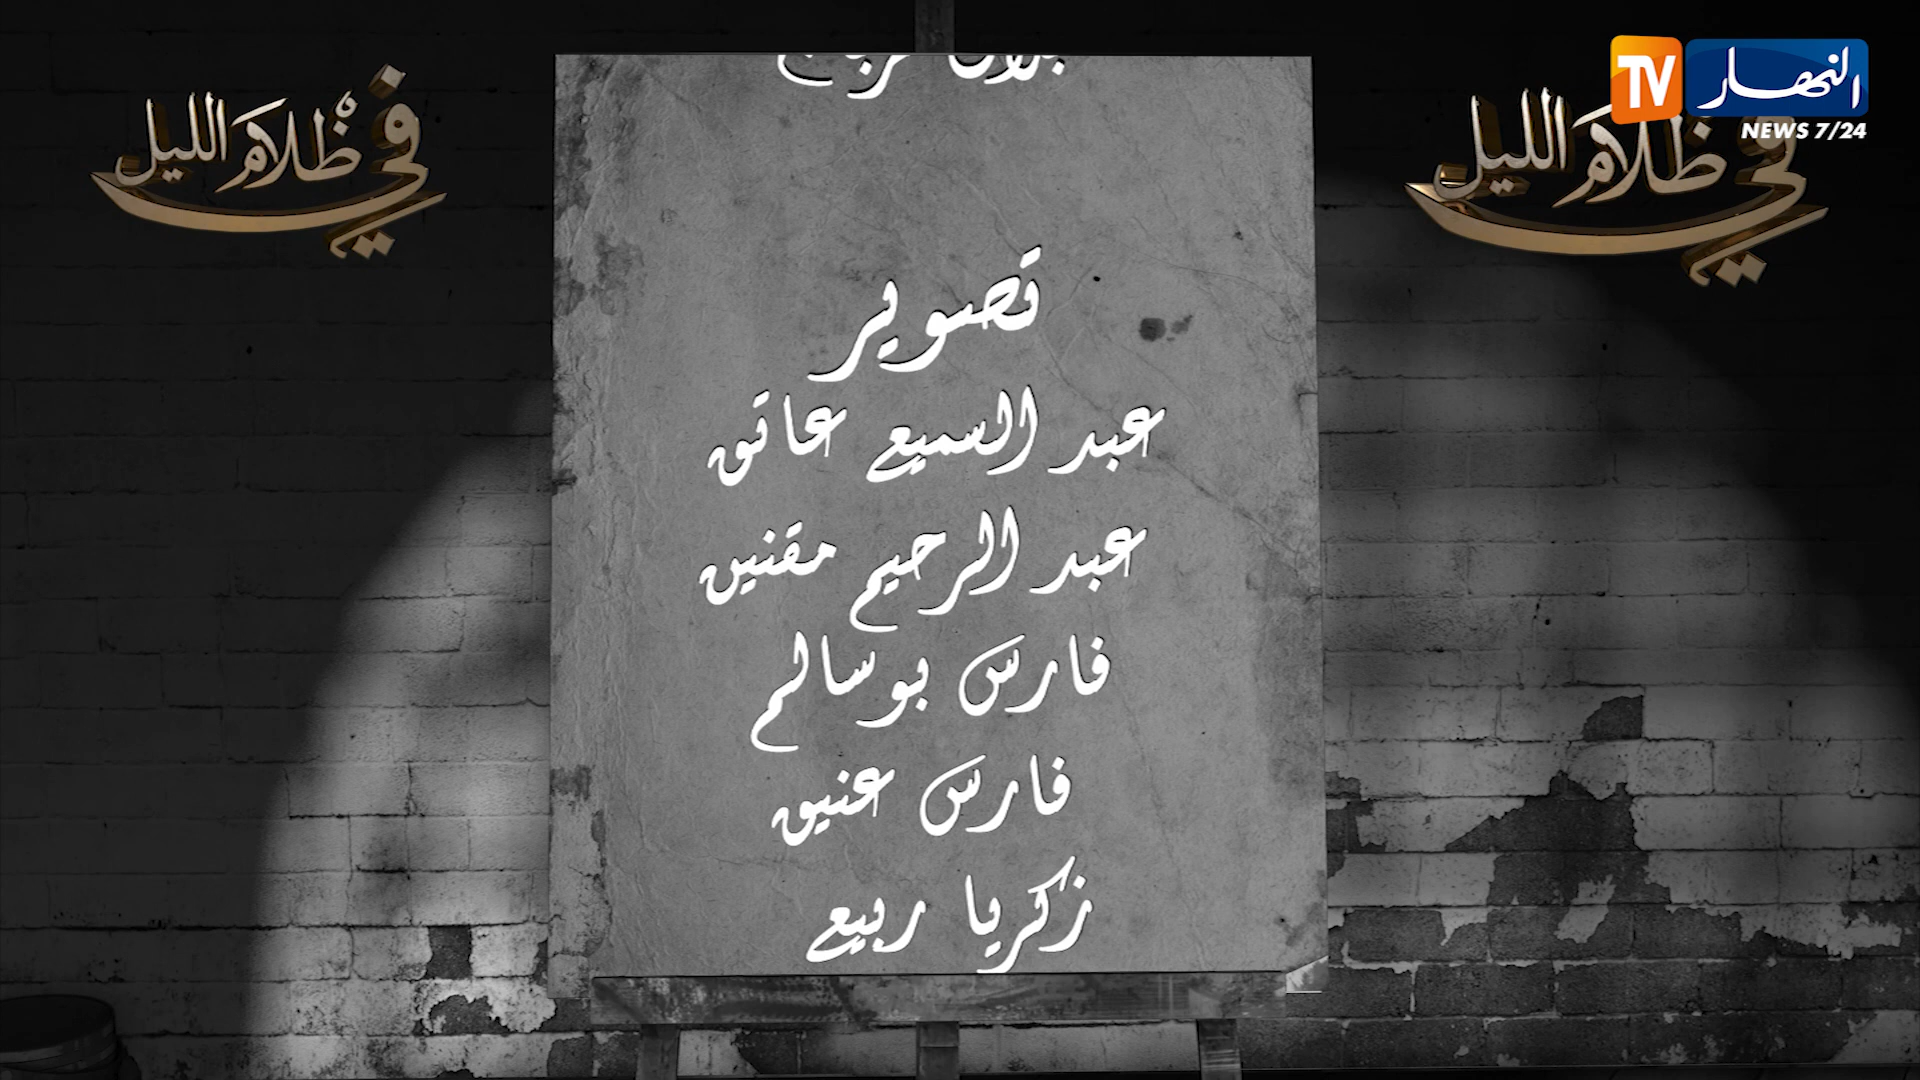 النهار TV
NEWS 7/24
في ظلام الليل
في ظلام الليل
تصوير
عبد السميع عاتق
عبد الرحيم مقنين
فارس بوسالم
فارس عنيق
زكريا ربيع